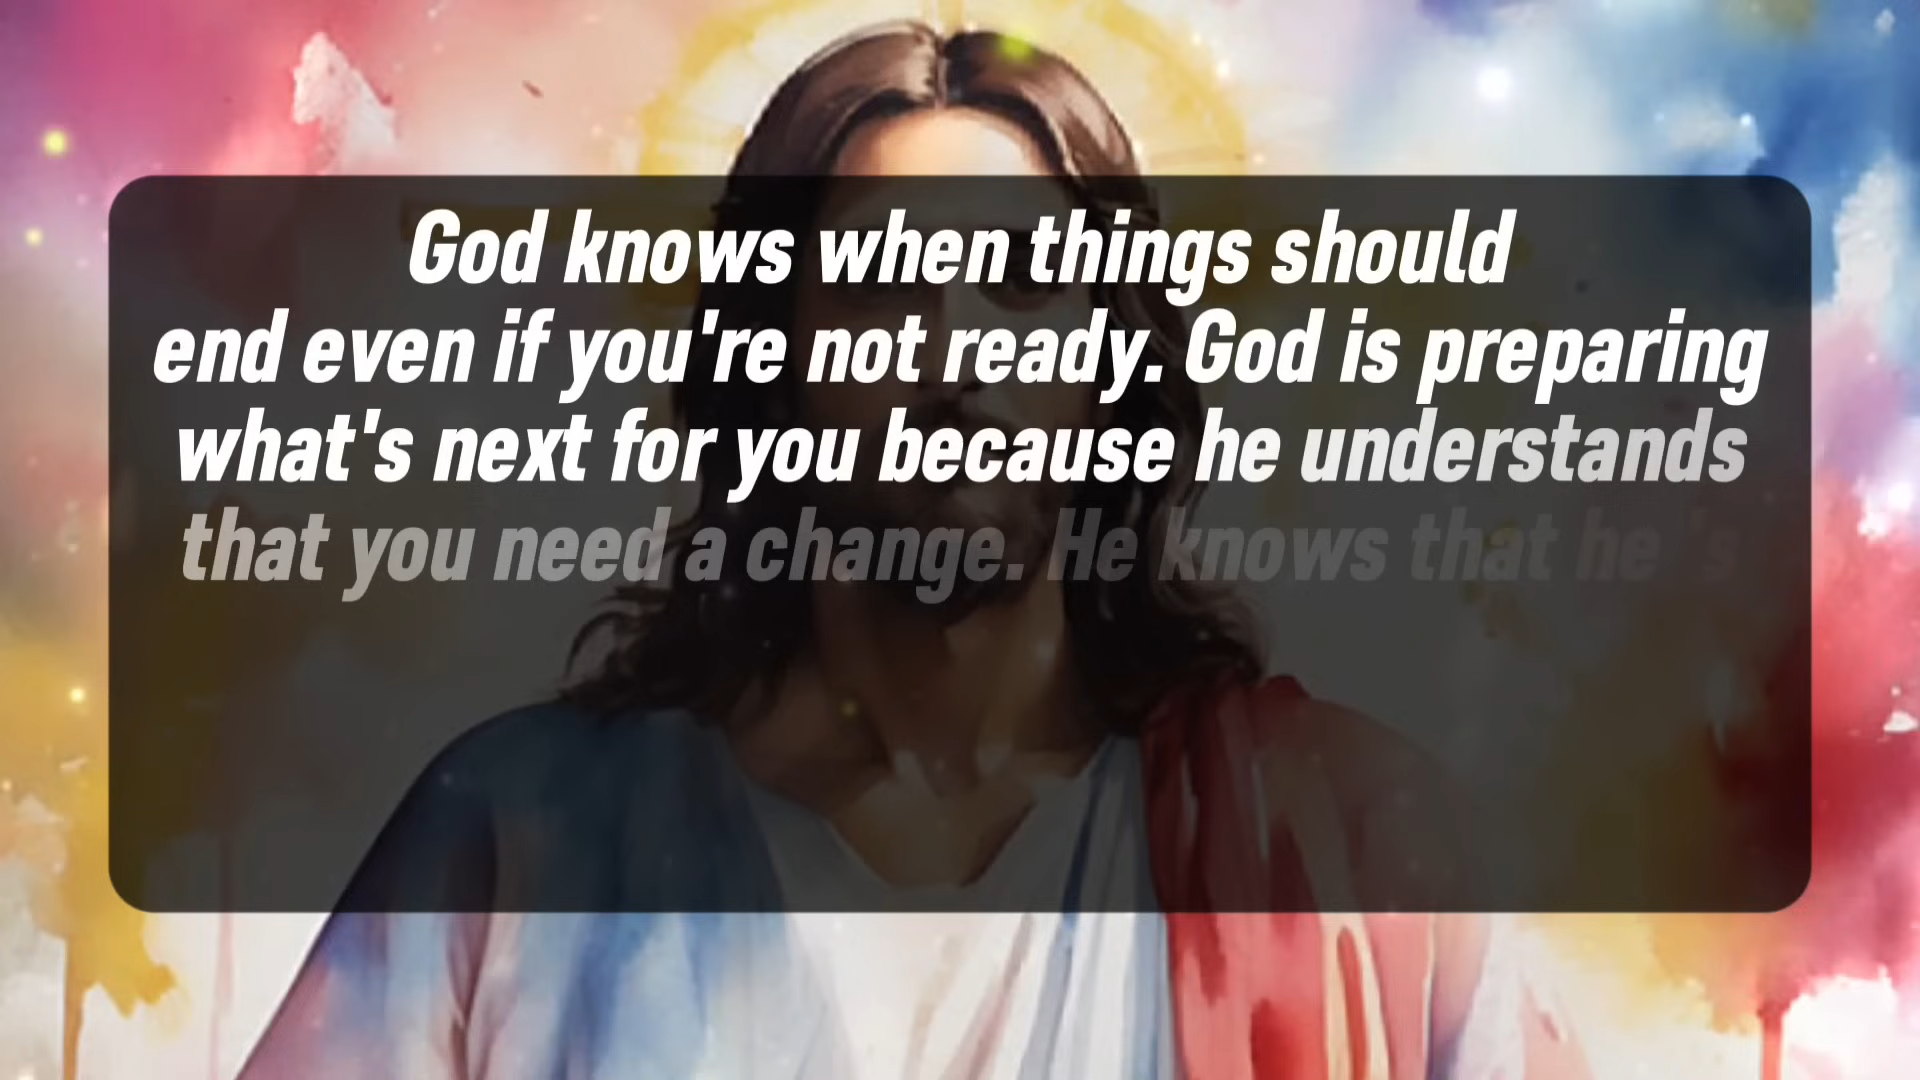 God knows when things should
end even if you're not ready. God is preparing
what's next for you because he understands
that you need a change. He knows that he 's